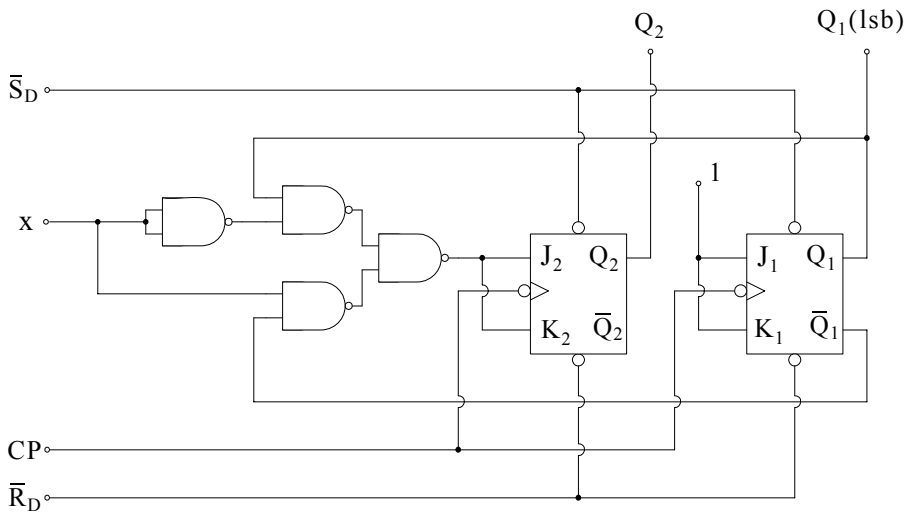 Q₂
Q₁(lsb)
S̅D
1
x
J₂ Q₂
K₂ Q̅₂
J₁ Q₁
K₁ Q̅₁
CP
R̅D